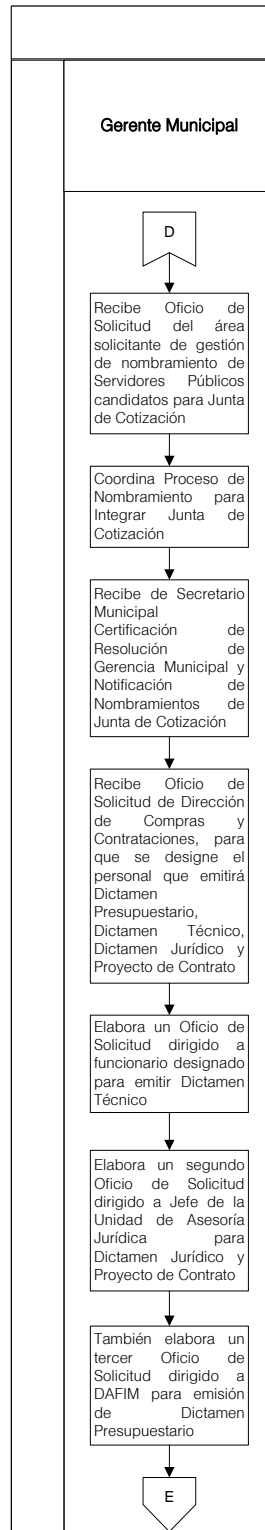 Gerente Municipal
D
Recibe Oficio de
Solicitud del área
solicitante de gestión
de nombramiento de
Servidores Públicos
candidatos para Junta
de Cotización
Coordina Proceso de
Nombramiento para
Integrar Junta de
Cotización
Recibe de Secretario
Municipal
Certificación de
Resolución de
Gerencia Municipal y
Notificación de
Nombramientos de
Junta de Cotización
Recibe Oficio de
Solicitud de Dirección
de Compras y
Contrataciones, para
que se designe el
personal que emitirá
Dictamen
Presupuestario,
Dictamen Técnico,
Dictamen Jurídico y
Proyecto de Contrato
Elabora un Oficio de
Solicitud dirigido a
funcionario designado
para emitir Dictamen
Técnico
Elabora un segundo
Oficio de Solicitud
dirigido a Jefe de la
Unidad de Asesoría
Jurídica para
Dictamen Jurídico y
Proyecto de Contrato
También elabora un
tercer Oficio de
Solicitud dirigido a
DAFIM para emisión
de Dictamen
Presupuestario
E